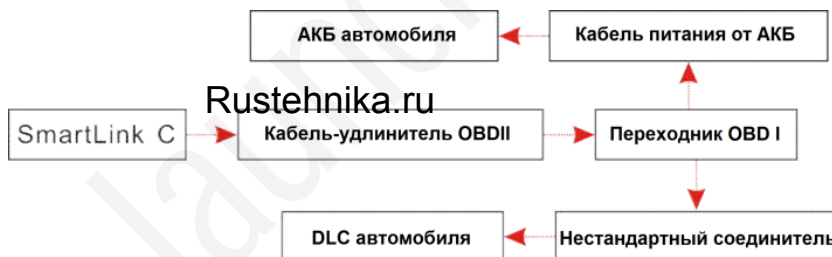 АКБ автомобиля
Кабель питания от АКБ
Rustehnika.ru
SmartLink C
Кабель-удлинитель OBDII
Переходник OBD I
DLC автомобиля
Нестандартный соединитель